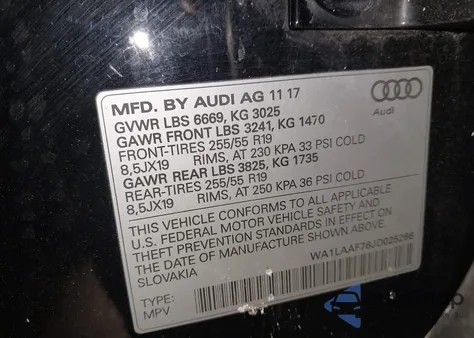 MFD. BY AUDI AG 11 17
GVWR LBS 6669, KG 3025
GAWR FRONT LBS 3241, KG 1470
FRONT-TIRES 255/55 R19
8,5JX19 RIMS, AT 230 KPA 33 PSI COLD
GAWR REAR LBS 3825, KG 1735
REAR-TIRES 255/55 R19
8,5JX19 RIMS, AT 250 KPA 36 PSI COLD
Audi
THIS VEHICLE CONFORMS TO ALL APPLICABLE
U.S. FEDERAL MOTOR VEHICLE SAFETY AND
THEFT PREVENTION STANDARDS IN EFFECT ON
THE DATE OF MANUFACTURE SHOWN ABOVE.
SLOVAKIA
WA1LAAF76JD025266
TYPE:
MPV